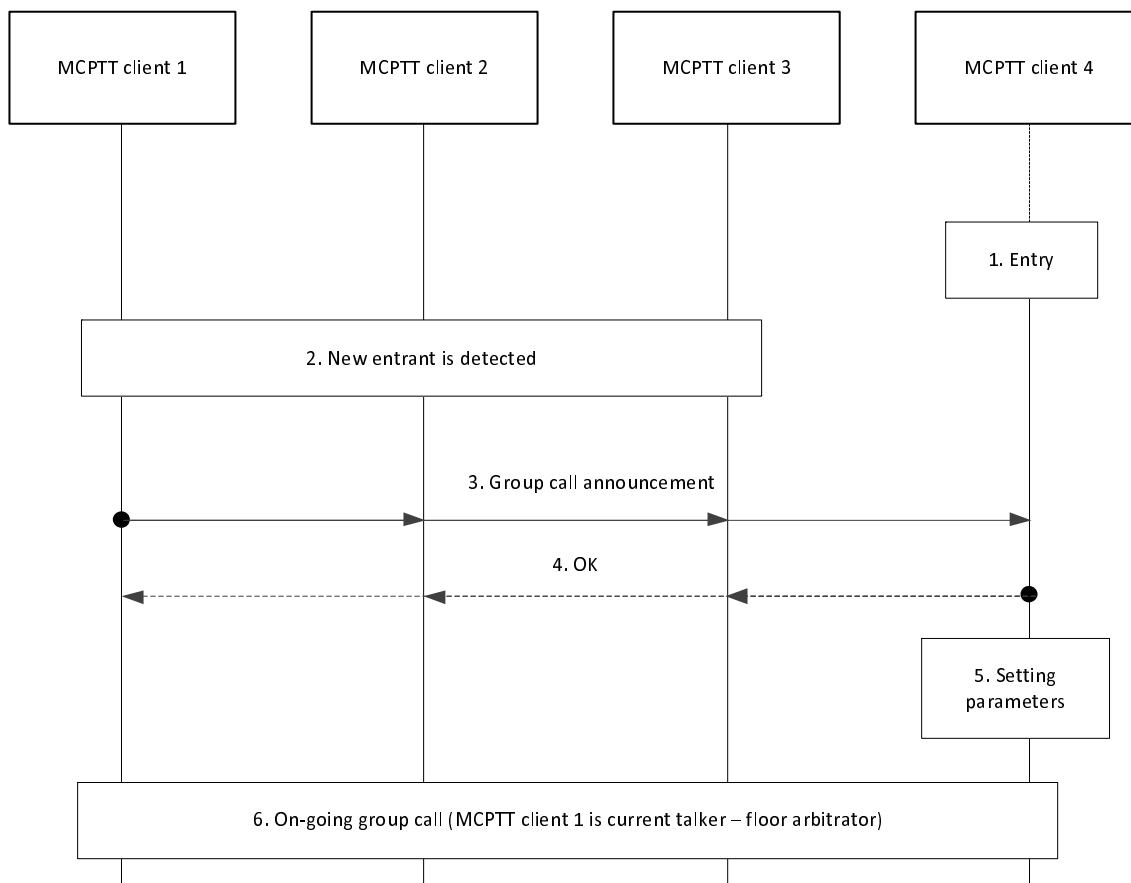 MCPTT client 1
MCPTT client 2
MCPTT client 3
MCPTT client 4
1. Entry
2. New entrant is detected
3. Group call announcement
4. OK
5. Setting
parameters
6. On-going group call (MCPTT client 1 is current talker – floor arbitrator)